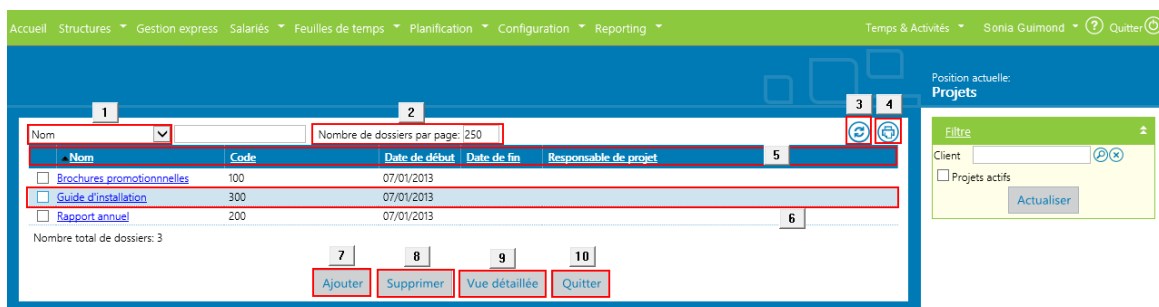 Accueil Structures Gestion express Salariés Feuilles de temps Planification Configuration Reporting Temps & Activités Sonia Guimond ? Quitter
Position actuelle:
Projets
1 2 3 4
Nom Nombre de dossiers par page: 250
Filtre
Nom Code Date de début Date de fin Responsable de projet 5
Client
Brochures promotionnnelles 100 07/01/2013
Projets actifs
Guide d'installation 300 07/01/2013
Actualiser
Rapport annuel 200 07/01/2013 6
Nombre total de dossiers: 3
7 8 9 10
Ajouter Supprimer Vue détaillée Quitter